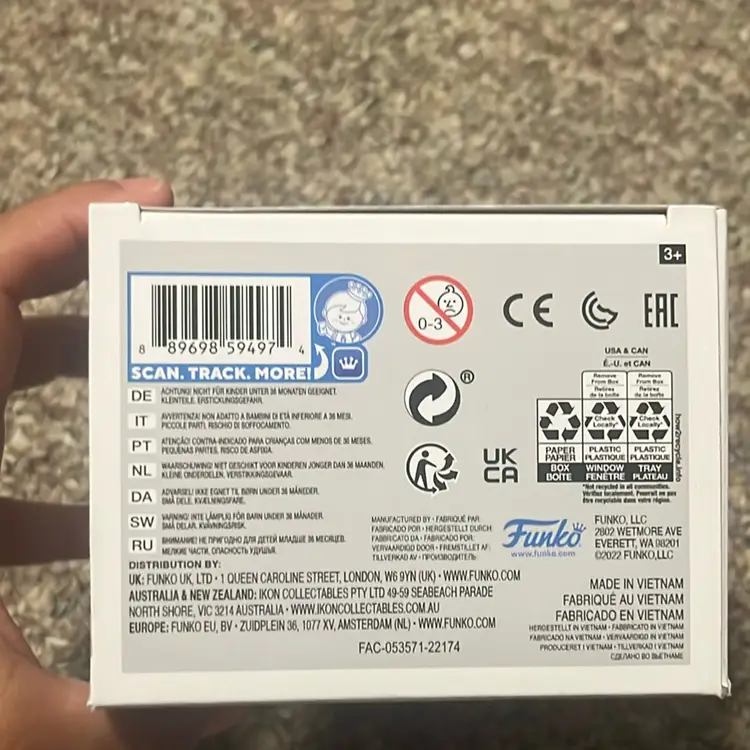 3+
8 89698 59497 4
SCAN. TRACK. MORE!
0-3
CE
EAC
®
UK
CA
USA & CAN
É.-U. et CAN
Remove From Box
Retirez de la boîte
Remove From Box
Retirez de la boîte
Check Locally*
Check Locally*
PAPER
PAPIER
BOX
BOÎTE
PLASTIC
PLASTIQUE
WINDOW
FENÊTRE
PLASTIC
PLASTIQUE
TRAY
PLATEAU
*Not recycled in all communities.
Vérifiez localement. Pourrait ne pas
être recyclable dans votre région.
how2recycle.info
DE ACHTUNG! NICHT FÜR KINDER UNTER 36 MONATEN GEEIGNET.
KLEINTEILE. ERSTICKUNGSGEFAHR.
IT AVVERTENZA! NON ADATTO A BAMBINI DI ETÀ INFERIORE A 36 MESI.
PICCOLE PARTI. RISCHIO DI SOFFOCAMENTO.
PT ATENÇÃO! CONTRA-INDICADO PARA CRIANÇAS COM MENOS DE 36 MESES.
PEQUENAS PARTES. RISCO DE ASFIXIA.
NL WAARSCHUWING! NIET GESCHIKT VOOR KINDEREN JONGER DAN 36 MAANDEN.
KLEINE ONDERDELEN. VERSTIKKINGSGEVAAR.
DA ADVARSEL! IKKE EGNET TIL BØRN UNDER 36 MÅNEDER.
SMÅ DELE. KVÆLNINGSFARE.
SW VARNING! INTE LÄMPLIG FÖR BARN UNDER 36 MÅNADER.
SMÅ DELAR. KVÄVNINGSRISK.
RU ВНИМАНИЕ! НЕ ПРИГОДНО ДЛЯ ДЕТЕЙ МЛАДШЕ 36 МЕСЯЦЕВ.
МЕЛКИЕ ЧАСТИ, ОПАСНОСТЬ УДУШЬЯ.
MANUFACTURED BY • FABRIQUÉ PAR
FABRICADO POR • HERGESTELLT DURCH
FABBRICATO DA • FABRICADO POR:
VERVAARDIGD DOOR • FREMSTILLET AF:
TILLVERKAD AV • ПРОИЗВОДИТЕЛЬ:
Funko
www.funko.com
FUNKO, LLC
2802 WETMORE AVE
EVERETT, WA 98201
©2022 FUNKO,LLC
DISTRIBUTION BY:
UK: FUNKO UK, LTD • 1 QUEEN CAROLINE STREET, LONDON, W6 9YN (UK) • WWW.FUNKO.COM
AUSTRALIA & NEW ZEALAND: IKON COLLECTABLES PTY LTD 49-59 SEABEACH PARADE
NORTH SHORE, VIC 3214 AUSTRALIA • WWW.IKONCOLLECTABLES.COM.AU
EUROPE: FUNKO EU, BV • ZUIDPLEIN 36, 1077 XV, AMSTERDAM (NL) • WWW.FUNKO.COM
FAC-053571-22174
MADE IN VIETNAM
FABRIQUÉ AU VIETNAM
FABRICADO EN VIETNAM
HERGESTELLT IN VIETNAM • FABBRICATO IN VIETNAM
FABRICADO NA VIETNAM • VERVAARDIGD IN VIETNAM
PRODUCERET I VIETNAM • TILLVERKAD I VIETNAM
СДЕЛАНО ВО ВЬЕТНАМЕ